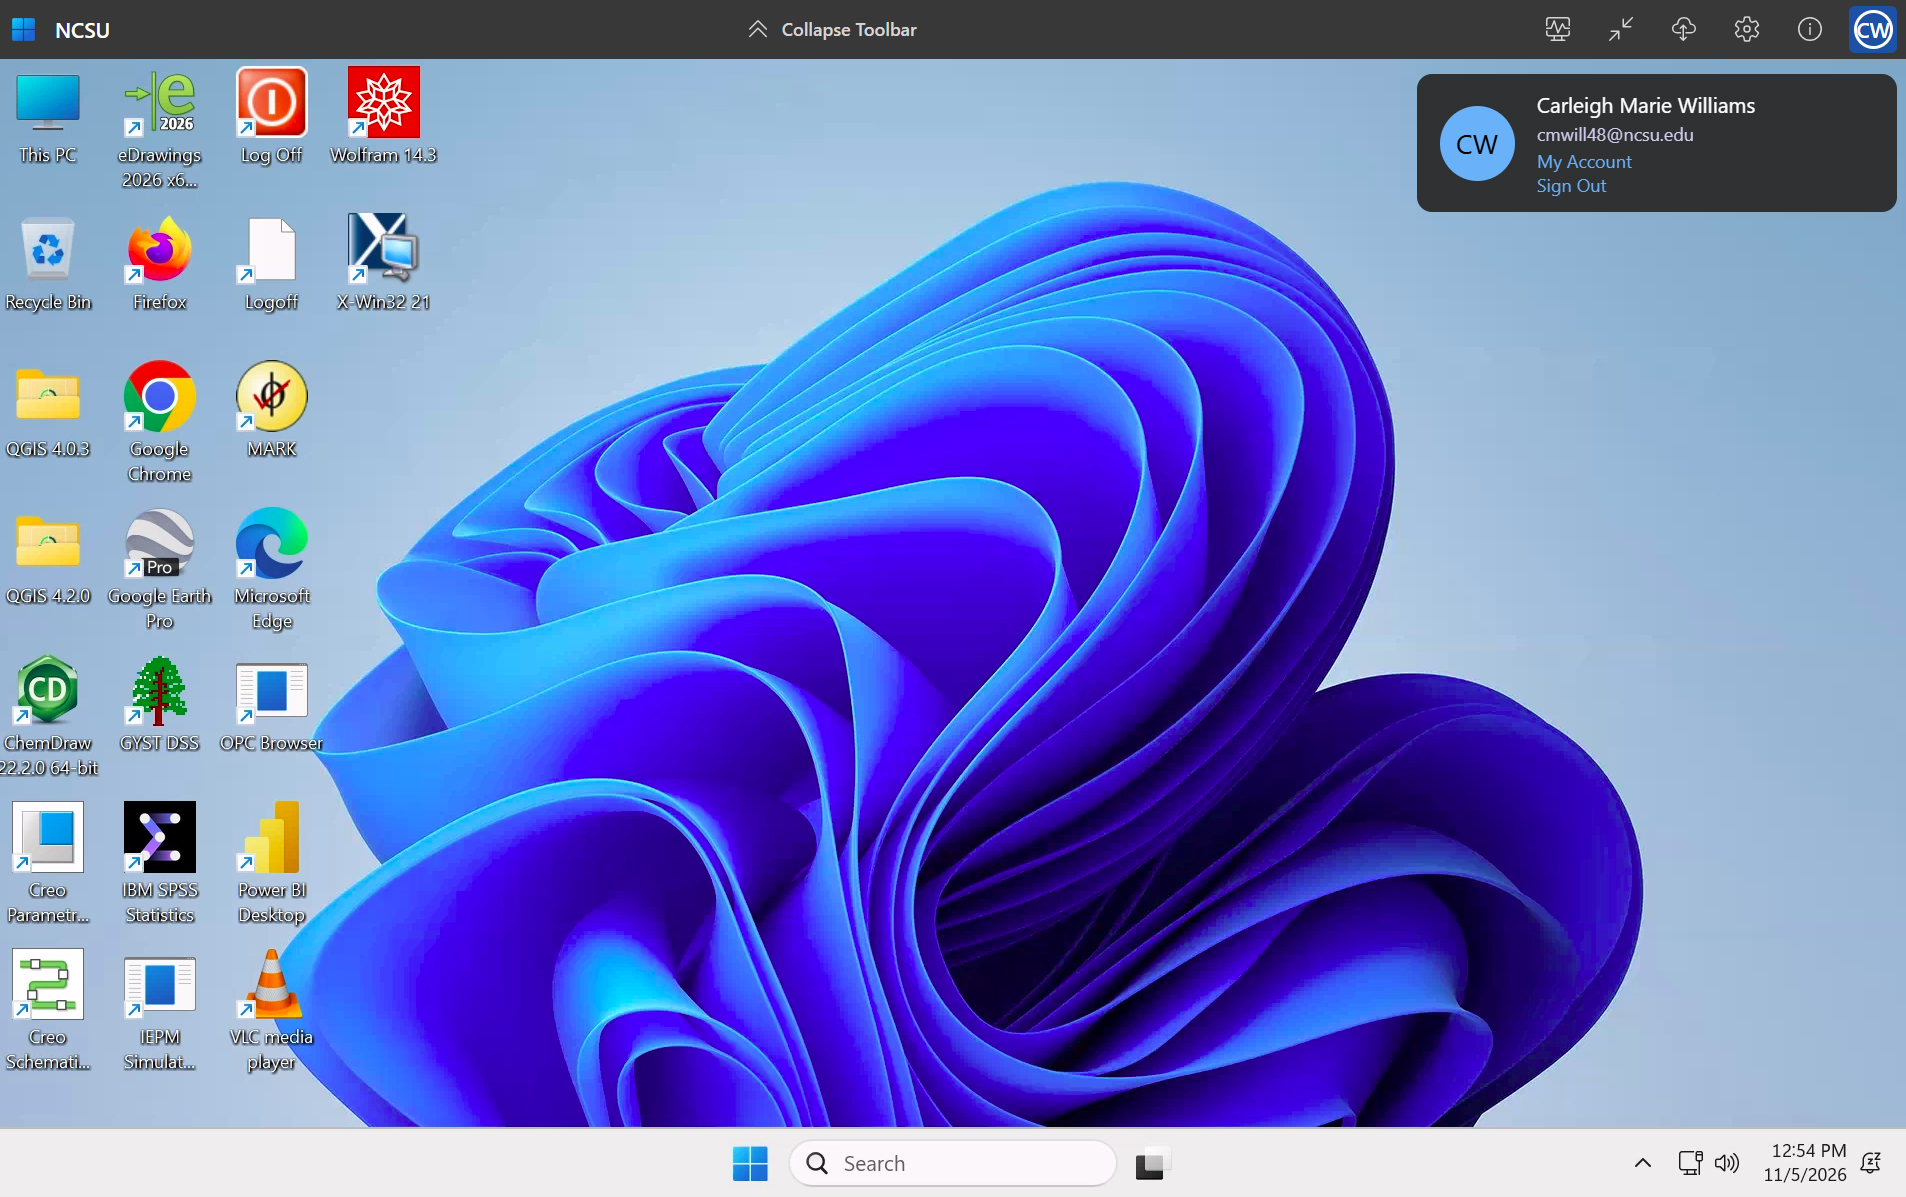 NCSU
Collapse Toolbar
CW
Carleigh Marie Williams
cmwill48@ncsu.edu
My Account
Sign Out
CW
This PC
eDrawings
2026 x6...
2026
Log Off
Wolfram 14.3
Recycle Bin
Firefox
Logoff
X-Win32 21
QGIS 4.0.3
Google
Chrome
MARK
QGIS 4.2.0
Pro
Google Earth
Pro
Microsoft
Edge
CD
ChemDraw
22.2.0 64-bit
GYST DSS
OPC Browser
Creo
Parametr...
IBM SPSS
Statistics
Power BI
Desktop
Creo
Schemati...
IEPM
Simulat...
VLC media
player
Search
12:54 PM
11/5/2026